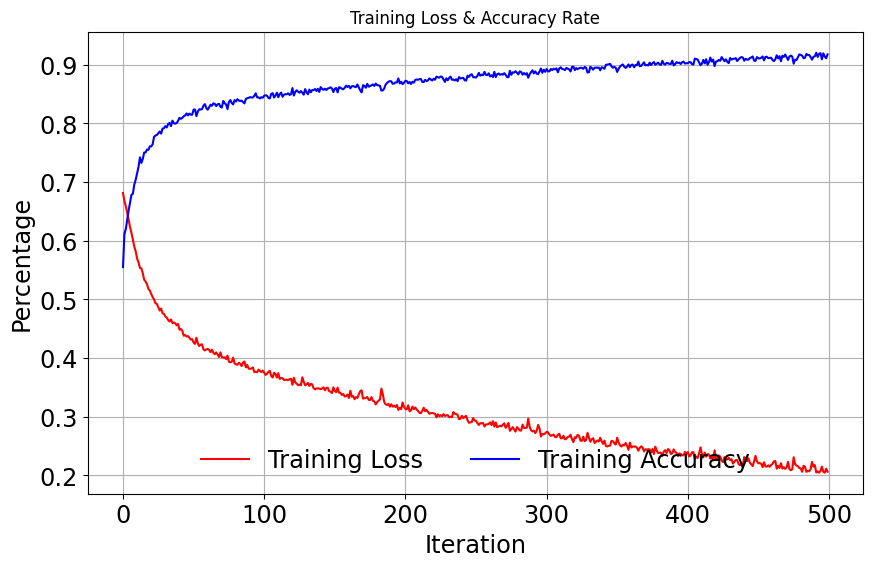 Training Loss & Accuracy Rate
Percentage
0.9
0.8
0.7
0.6
0.5
0.4
0.3
0.2
Training Loss
Training Accuracy
0 100 200 300 400 500
Iteration